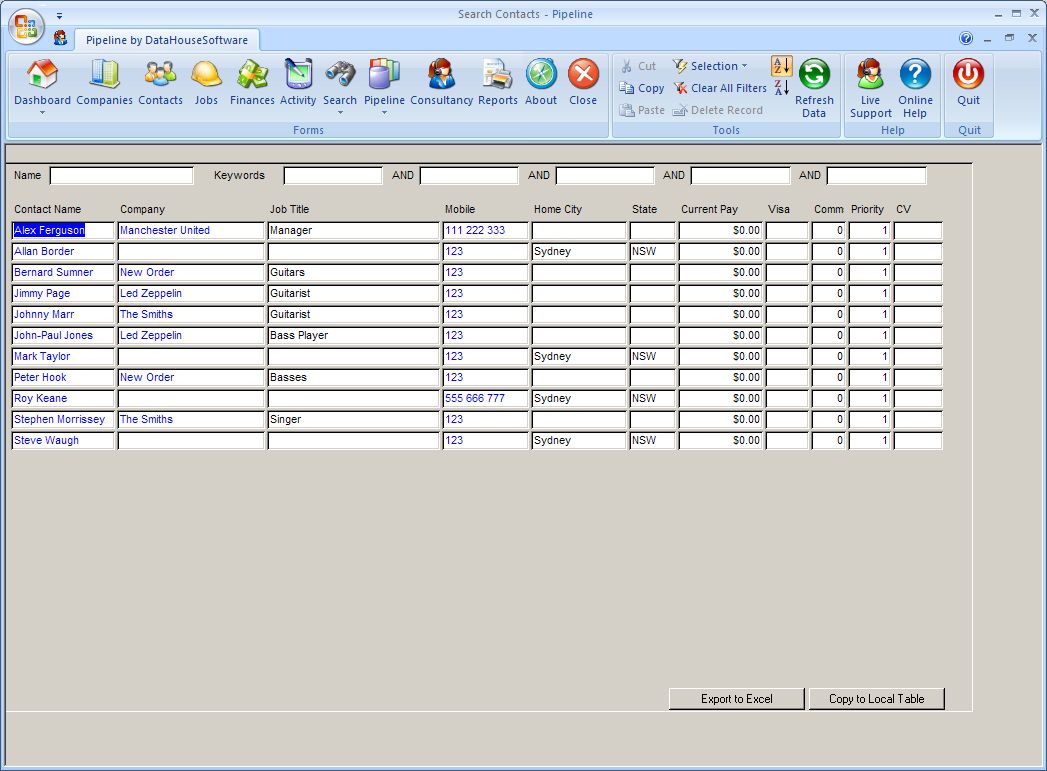 Search Contacts - Pipeline
Pipeline by DataHouseSoftware
Dashboard Companies Contacts Jobs Finances Activity Search Pipeline Consultancy Reports About Close
Forms
Cut Selection
Copy Clear All Filters
Paste Delete Record
A Z
Z A
Refresh Data
Tools
Live Support Online Help
Help
Quit
Quit
Name Keywords AND AND AND AND
Contact Name Company Job Title Mobile Home City State Current Pay Visa Comm Priority CV
Alex Ferguson Manchester United Manager 111 222 333 $0.00 0 1
Allan Border 123 Sydney NSW $0.00 0 1
Bernard Sumner New Order Guitars 123 $0.00 0 1
Jimmy Page Led Zeppelin Guitarist 123 $0.00 0 1
Johnny Marr The Smiths Guitarist 123 $0.00 0 1
John-Paul Jones Led Zeppelin Bass Player 123 $0.00 0 1
Mark Taylor 123 Sydney NSW $0.00 0 1
Peter Hook New Order Basses 123 $0.00 0 1
Roy Keane 555 666 777 Sydney NSW $0.00 0 1
Stephen Morrissey The Smiths Singer 123 $0.00 0 1
Steve Waugh 123 Sydney NSW $0.00 0 1
Export to Excel Copy to Local Table